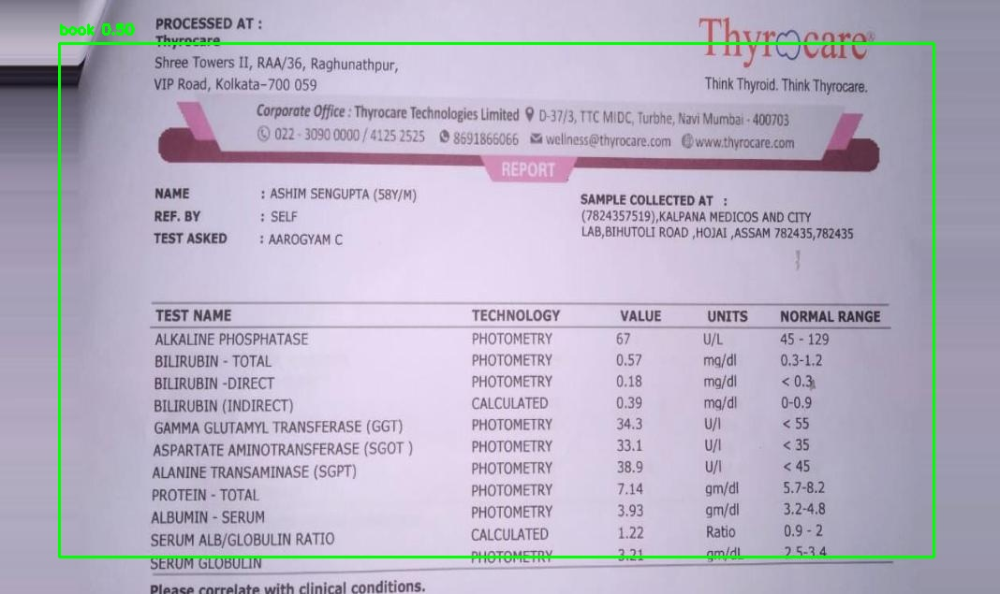 book 0.50
PROCESSED AT :
Thyrocare
Shree Towers II, RAA/36, Raghunathpur,
VIP Road, Kolkata-700 059
Thyrocare®
Think Thyroid. Think Thyrocare.
Corporate Office : Thyrocare Technologies Limited D-37/3, TTC MIDC, Turbhe, Navi Mumbai - 400703
022 - 3090 0000 / 4125 2525 8691866066 wellness@thyrocare.com www.thyrocare.com
REPORT
NAME : ASHIM SENGUPTA (58Y/M)
REF. BY : SELF
TEST ASKED : AAROGYAM C
SAMPLE COLLECTED AT :
(7824357519),KALPANA MEDICOS AND CITY
LAB,BIHUTOLI ROAD ,HOJAI ,ASSAM 782435,782435
TEST NAME TECHNOLOGY VALUE UNITS NORMAL RANGE
ALKALINE PHOSPHATASE PHOTOMETRY 67 U/L 45 - 129
BILIRUBIN - TOTAL PHOTOMETRY 0.57 mg/dl 0.3-1.2
BILIRUBIN -DIRECT PHOTOMETRY 0.18 mg/dl < 0.3
BILIRUBIN (INDIRECT) CALCULATED 0.39 mg/dl 0-0.9
GAMMA GLUTAMYL TRANSFERASE (GGT) PHOTOMETRY 34.3 U/l < 55
ASPARTATE AMINOTRANSFERASE (SGOT ) PHOTOMETRY 33.1 U/l < 35
ALANINE TRANSAMINASE (SGPT) PHOTOMETRY 38.9 U/l < 45
PROTEIN - TOTAL PHOTOMETRY 7.14 gm/dl 5.7-8.2
ALBUMIN - SERUM PHOTOMETRY 3.93 gm/dl 3.2-4.8
SERUM ALB/GLOBULIN RATIO CALCULATED 1.22 Ratio 0.9 - 2
SERUM GLOBULIN PHOTOMETRY 3.21 gm/dL 2.5-3.4
Please correlate with clinical conditions.